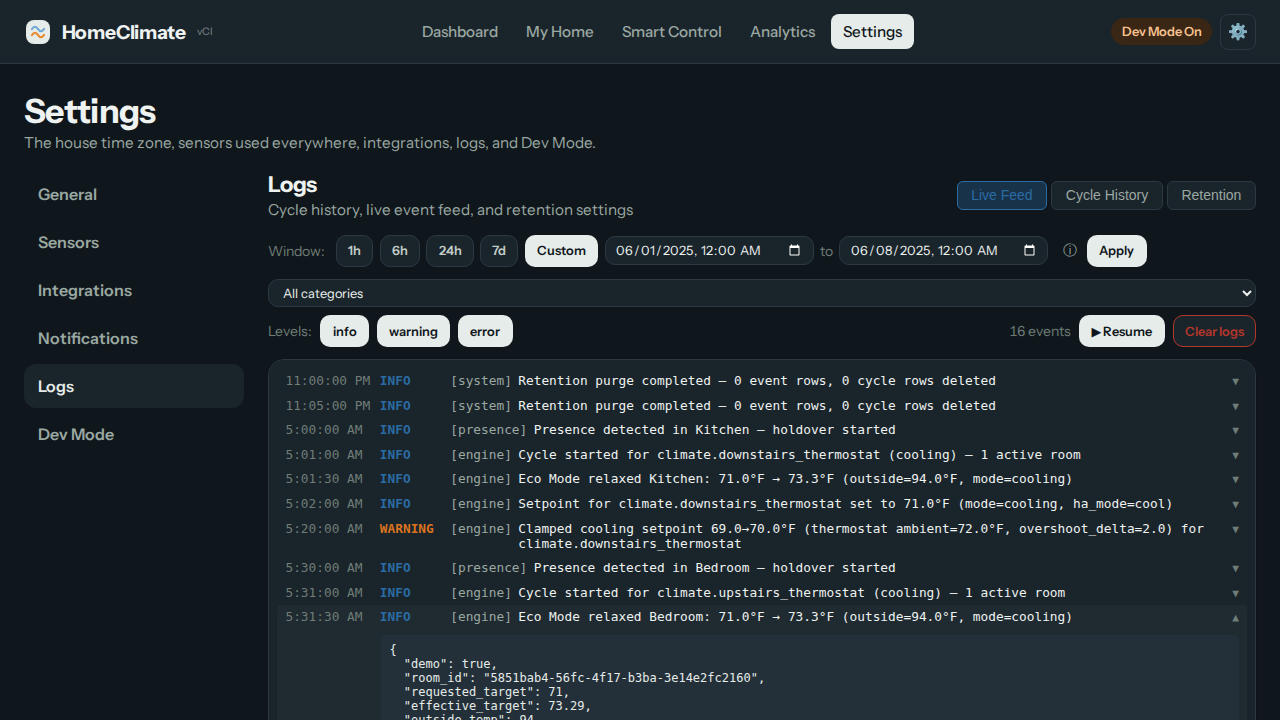 HomeClimate vCI Dashboard My Home Smart Control Analytics Settings Dev Mode On
Settings
The house time zone, sensors used everywhere, integrations, logs, and Dev Mode.
General
Sensors
Integrations
Notifications
Logs
Dev Mode
Logs
Cycle history, live event feed, and retention settings
Live Feed Cycle History Retention
Window: 1h 6h 24h 7d Custom 06/01/2025, 12:00 AM to 06/08/2025, 12:00 AM ⓘ Apply
All categories
Levels: info warning error 16 events ▶ Resume Clear logs
11:00:00 PM INFO [system] Retention purge completed — 0 event rows, 0 cycle rows deleted ▼
11:05:00 PM INFO [system] Retention purge completed — 0 event rows, 0 cycle rows deleted ▼
5:00:00 AM INFO [presence] Presence detected in Kitchen — holdover started ▼
5:01:00 AM INFO [engine] Cycle started for climate.downstairs_thermostat (cooling) — 1 active room ▼
5:01:30 AM INFO [engine] Eco Mode relaxed Kitchen: 71.0°F → 73.3°F (outside=94.0°F, mode=cooling) ▼
5:02:00 AM INFO [engine] Setpoint for climate.downstairs_thermostat set to 71.0°F (mode=cooling, ha_mode=cool) ▼
5:20:00 AM WARNING [engine] Clamped cooling setpoint 69.0→70.0°F (thermostat ambient=72.0°F, overshoot_delta=2.0) for ▼
climate.downstairs_thermostat
5:30:00 AM INFO [presence] Presence detected in Bedroom — holdover started ▼
5:31:00 AM INFO [engine] Cycle started for climate.upstairs_thermostat (cooling) — 1 active room ▼
5:31:30 AM INFO [engine] Eco Mode relaxed Bedroom: 71.0°F → 73.3°F (outside=94.0°F, mode=cooling) ▲
{
"demo": true,
"room_id": "5851bab4-56fc-4f17-b3ba-3e14e2fc2160",
"requested_target": 71,
"effective_target": 73.29,
"outside_temp": 94,